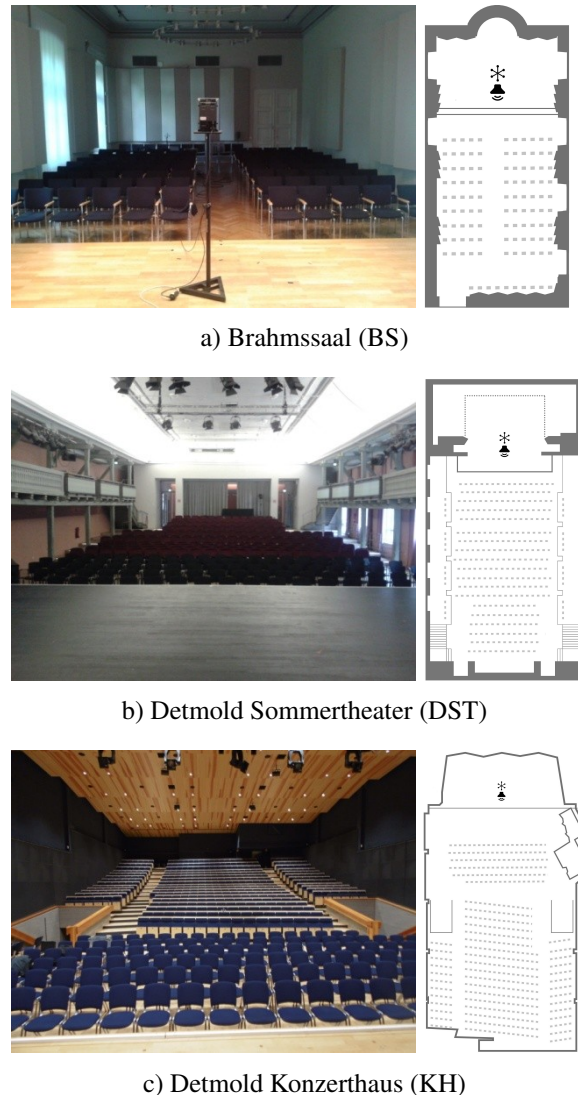 a) Brahmssaal (BS)
b) Detmold Sommertheater (DST)
c) Detmold Konzerthaus (KH)